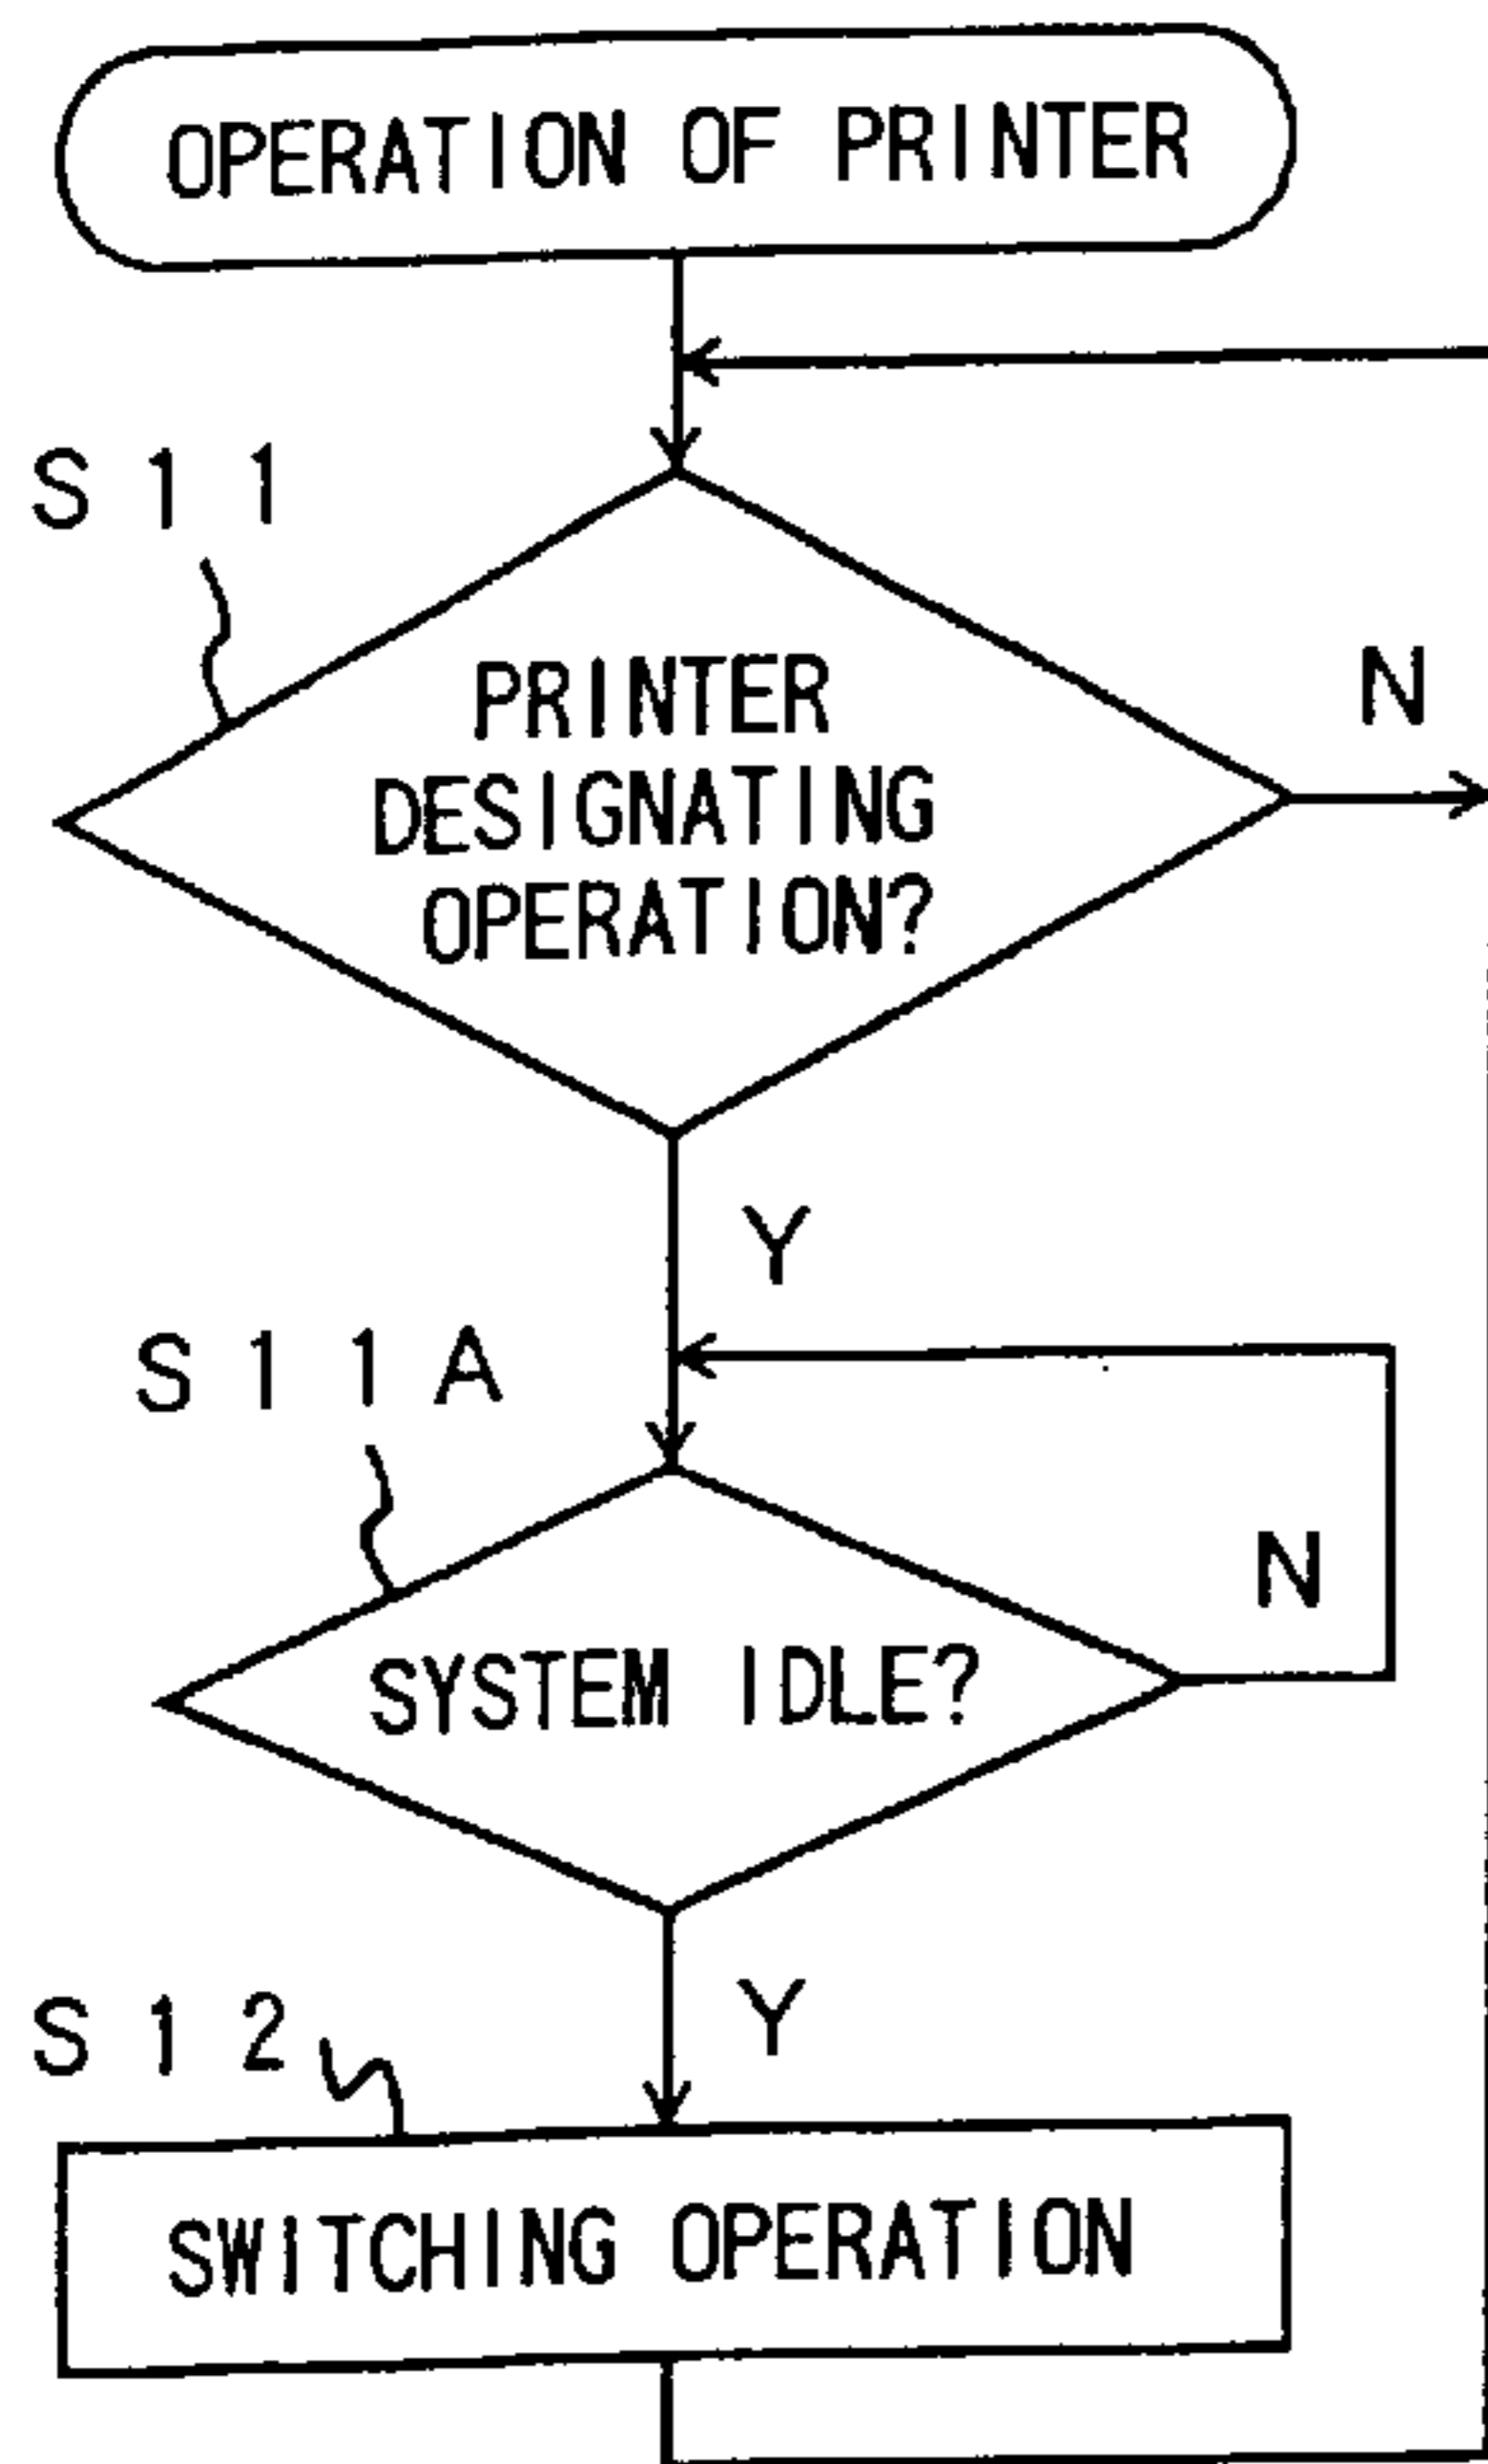 OPERATION OF PRINTER
S11
N
PRINTER
DESIGNATING
OPERATION?
Y
S11A
N
SYSTEM IDLE?
S12
Y
SWITCHING OPERATION